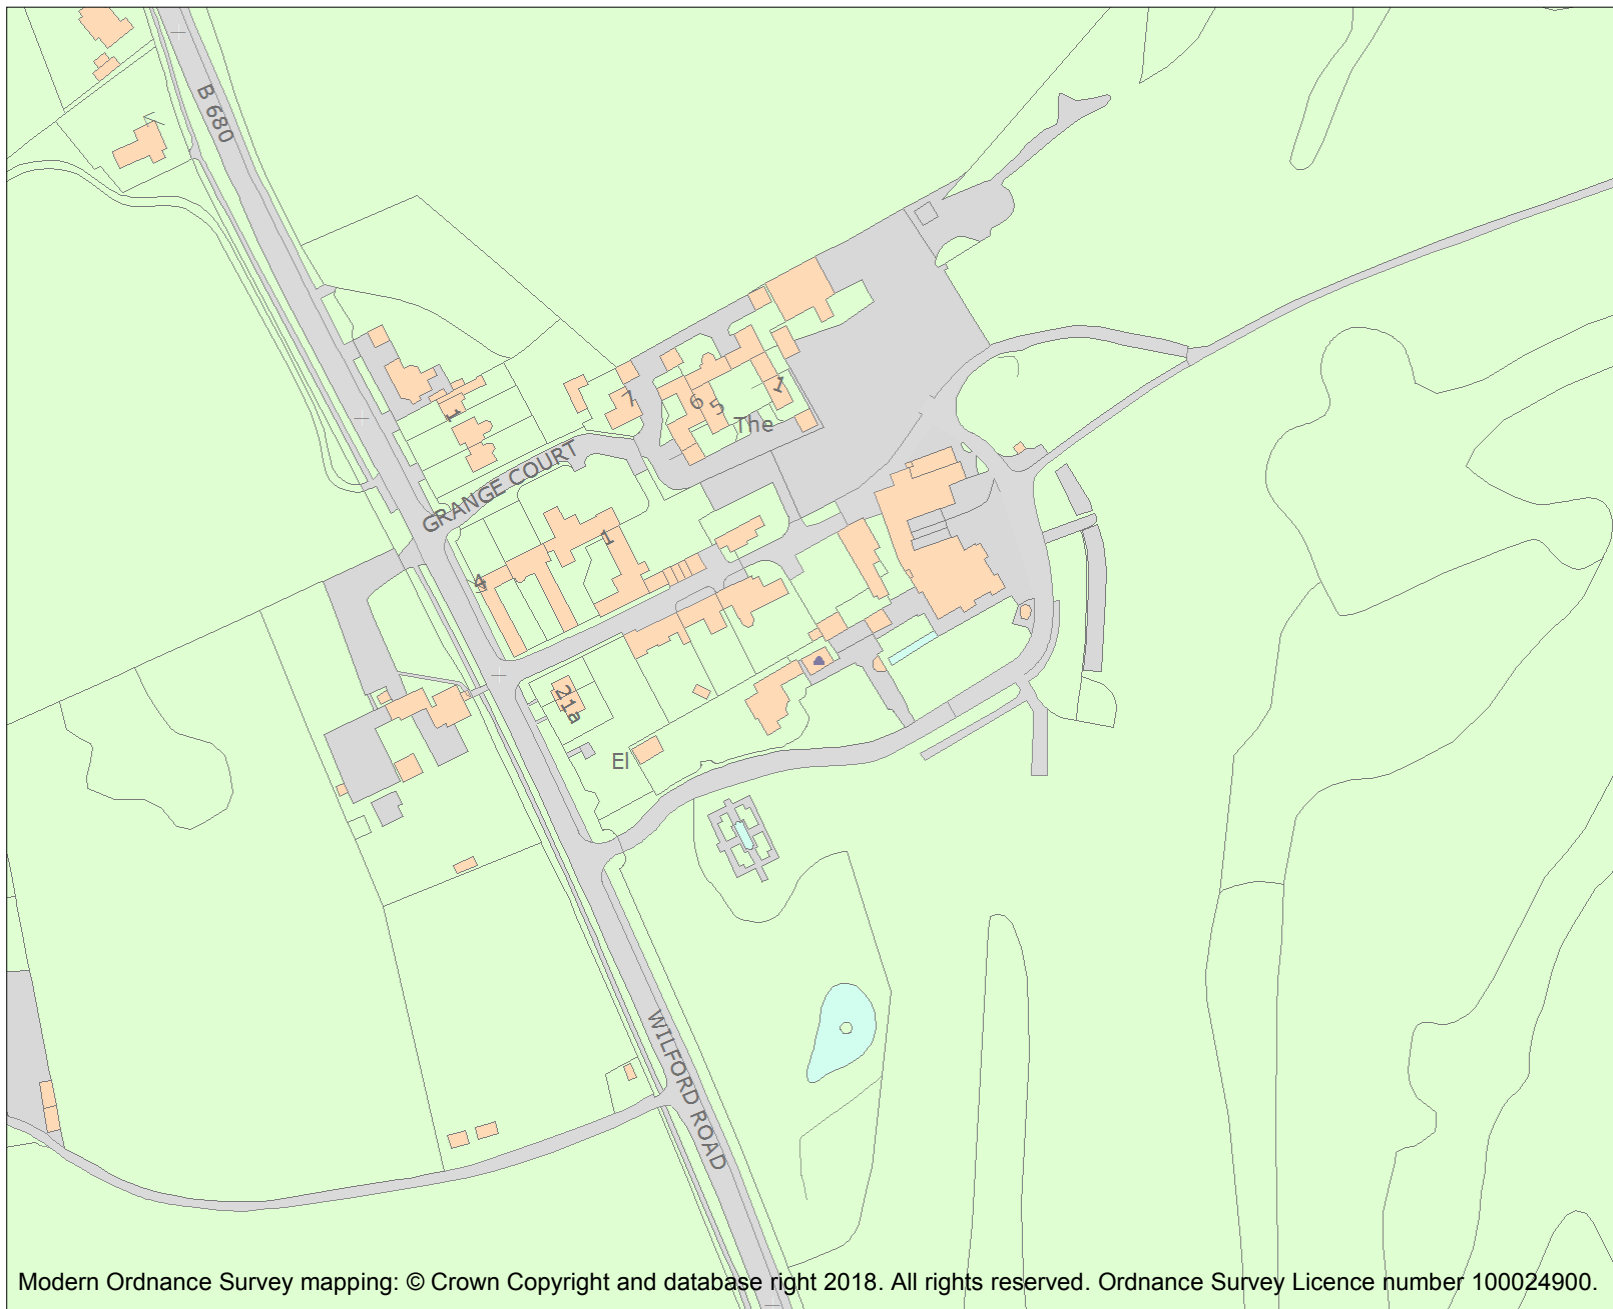 B 680
1
7
6
5
1
The
GRANGE COURT
1
4
21a
El
WILFORD ROAD
Modern Ordnance Survey mapping: © Crown Copyright and database right 2018. All rights reserved. Ordnance Survey Licence number 100024900.